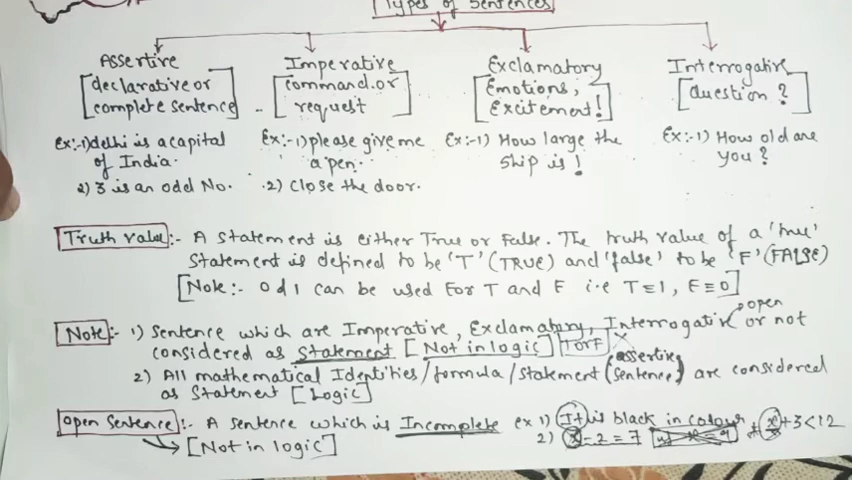 Types of Sentences
Assertive
[declarative or complete sentence]
Ex:-1) delhi is a capital of India.
2) 3 is an odd No.
Imperative
[command or request]
Ex:-1) please give me a pen.
2) Close the door.
Exclamatory
[Emotions, Excitement!]
Ex:-1) How large the ship is!
Interrogative
[Question?]
Ex:-1) How old are you?
Truth value:- A Statement is either True or False. The truth value of a 'true'
Statement is defined to be 'T' (TRUE) and 'false' to be 'F' (FALSE)
[Note:- 0 d 1 can be used For T and F i.e T≡1, F≡0]
Note:- 1) Sentence which are Imperative, Exclamatory, Interrogative open or not
considered as Statement [Not in logic] T or F X
2) All mathematical Identities/formula/Statement (assertive sentence) are considered
as Statement [Logic]
Open Sentence:- A sentence which is Incomplete ex 1) It is black in colour x+3<12
[Not in logic] 2) x-2=7